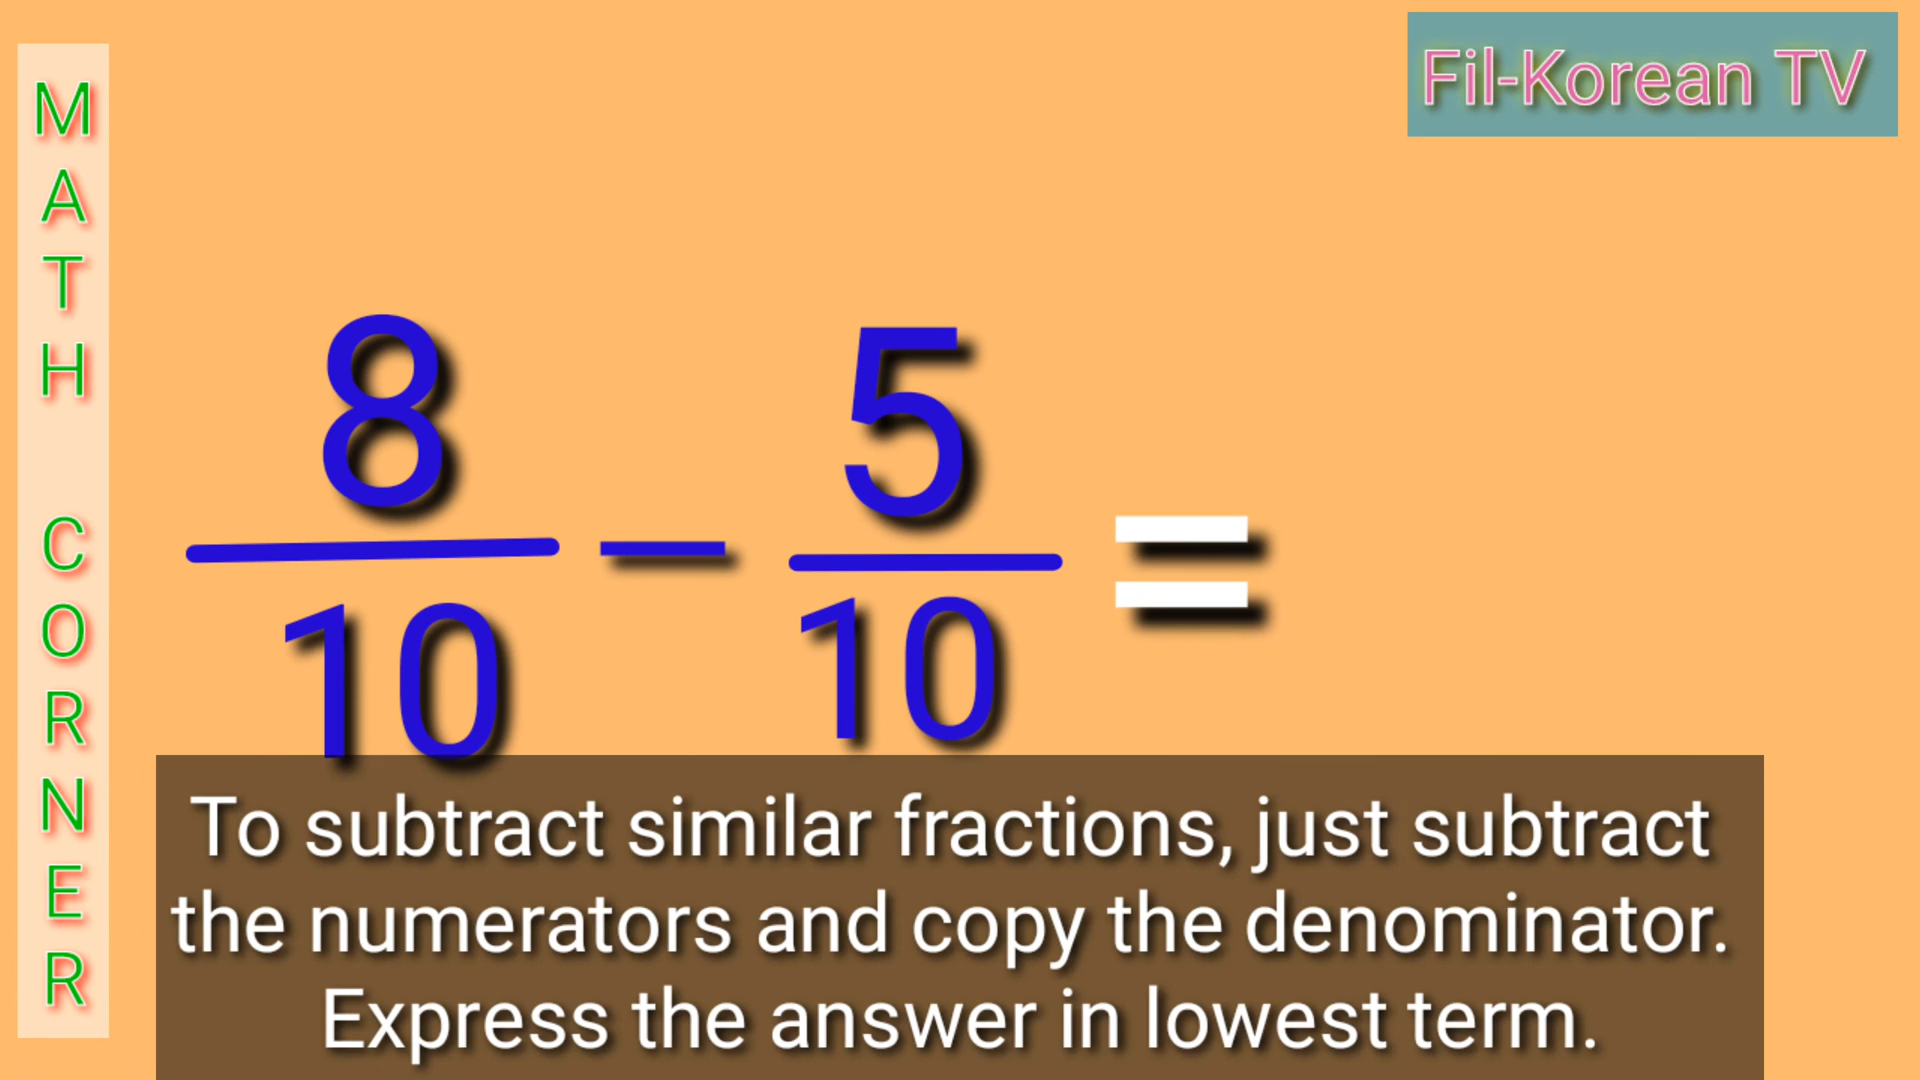 Fil-Korean TV
MATH CORNER
8/10 – 5/10 =
To subtract similar fractions, just subtract
the numerators and copy the denominator.
Express the answer in lowest term.